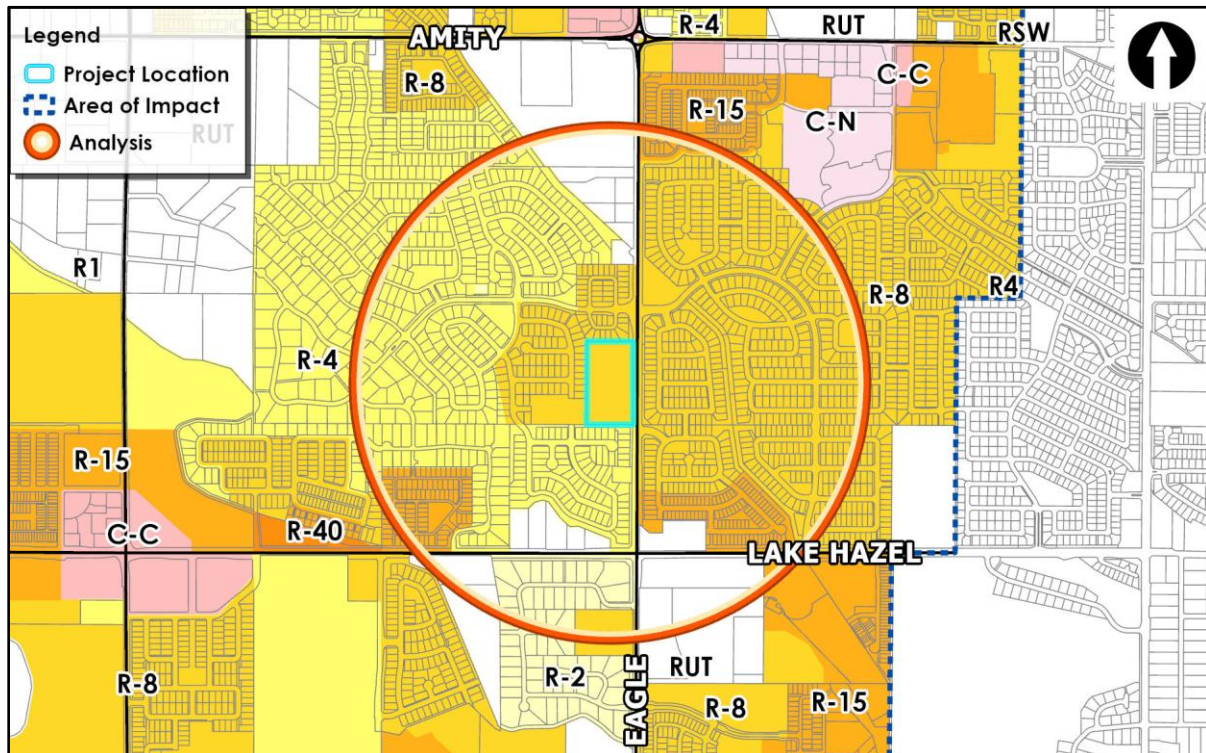 Legend
Project Location
Area of Impact
Analysis
AMITY
R-4
RUT
RSW
R-8
C-C
RUT
R-15
C-N
R1
R-8
R4
R-4
R-15
C-C
R-40
LAKE HAZEL
R-8
R-2
EAGLE
RUT
R-8
R-15